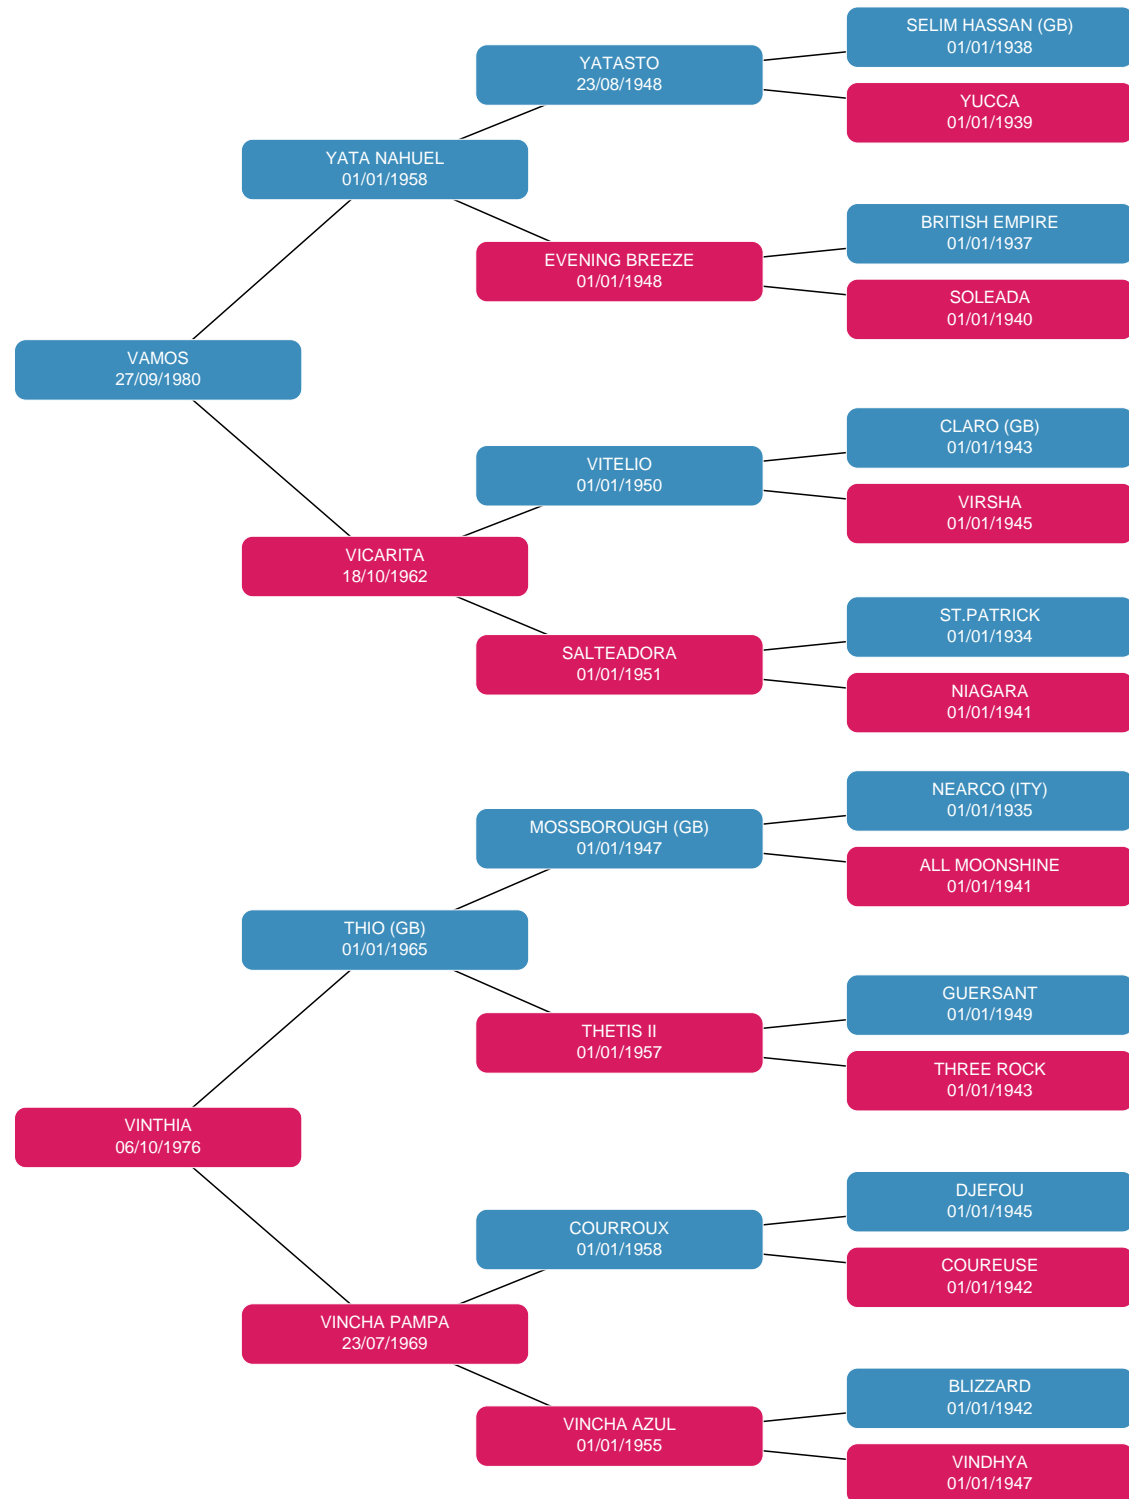 SELIM HASSAN (GB)
01/01/1938
YATASTO
23/08/1948
YUCCA
01/01/1939
YATA NAHUEL
01/01/1958
BRITISH EMPIRE
01/01/1937
EVENING BREEZE
01/01/1948
SOLEADA
01/01/1940
VAMOS
27/09/1980
CLARO (GB)
01/01/1943
VITELIO
01/01/1950
VIRSHA
01/01/1945
VICARITA
18/10/1962
ST.PATRICK
01/01/1934
SALTEADORA
01/01/1951
NIAGARA
01/01/1941
NEARCO (ITY)
01/01/1935
MOSSBOROUGH (GB)
01/01/1947
ALL MOONSHINE
01/01/1941
THIO (GB)
01/01/1965
GUERSANT
01/01/1949
THETIS II
01/01/1957
THREE ROCK
01/01/1943
VINTHIA
06/10/1976
DJEFOU
01/01/1945
COURROUX
01/01/1958
COUREUSE
01/01/1942
VINCHA PAMPA
23/07/1969
BLIZZARD
01/01/1942
VINCHA AZUL
01/01/1955
VINDHYA
01/01/1947